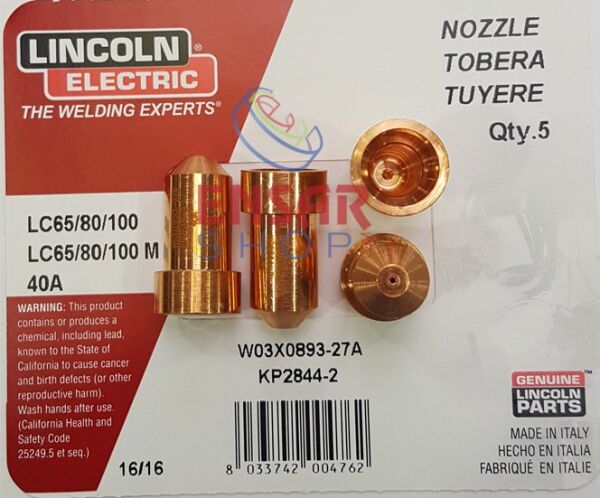 LINCOLN®
ELECTRIC
THE WELDING EXPERTS®
NOZZLE
TOBERA
TUYERE
Qty.5
ENSAR
SHOP
LC65/80/100
LC65/80/100 M
40A
WARNING: This product
contains or produces a
chemical, including lead,
known to the State of
California to cause cancer
and birth defects (or other
reproductive harm).
Wash hands after use.
(California Health and
Safety Code
25249.5 et seq.)
16/16
W03X0893-27A
KP2844-2
8 033742 004762
GENUINE
LINCOLN
PARTS
™
MADE IN ITALY
HECHO EN ITALIA
FABRIQUÉ EN ITALIE